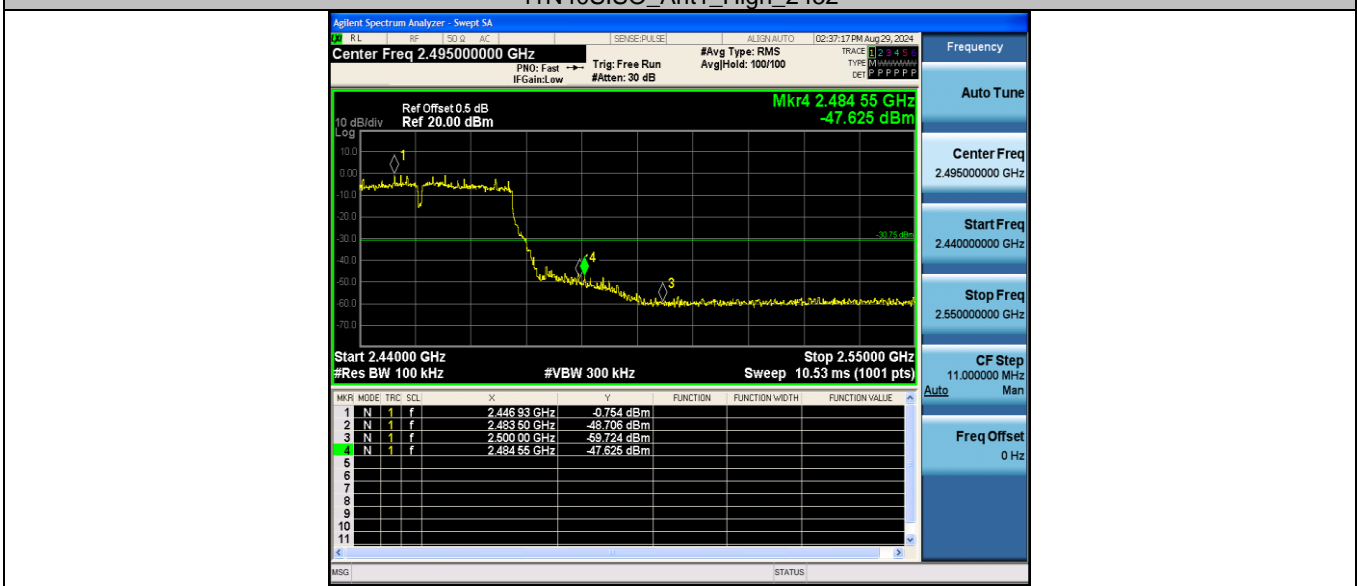 Agilent Spectrum Analyzer - Swept SA
RL RF 50 Ω AC SENSE:PULSE ALIGN AUTO 02:37:17 PM Aug 29, 2024
Center Freq 2.495000000 GHz
PNO: Fast
IFGain:Low
Trig: Free Run
#Atten: 30 dB
#Avg Type: RMS
Avg|Hold: 100/100
TRACE 1 2 3 4 5 6
TYPE M
DET P P P P P P
Ref Offset 0.5 dB
10 dB/div Ref 20.00 dBm
Log
Mkr4 2.484 55 GHz
-47.625 dBm
10.0
0.00
-10.0
-20.0
-30.0
-40.0
-50.0
-60.0
-70.0
1
4
3
-30.75 dBm
Start 2.44000 GHz Stop 2.55000 GHz
#Res BW 100 kHz #VBW 300 kHz Sweep 10.53 ms (1001 pts)
MKR MODE TRC SCL X Y FUNCTION FUNCTION WIDTH FUNCTION VALUE
1 N 1 f 2.446 93 GHz -0.754 dBm
2 N 1 f 2.483 50 GHz -48.706 dBm
3 N 1 f 2.500 00 GHz -59.724 dBm
4 N 1 f 2.484 55 GHz -47.625 dBm
5
6
7
8
9
10
11
MSG STATUS
Frequency
Auto Tune
Center Freq
2.495000000 GHz
Start Freq
2.440000000 GHz
Stop Freq
2.550000000 GHz
CF Step
11.000000 MHz
Auto Man
Freq Offset
0 Hz